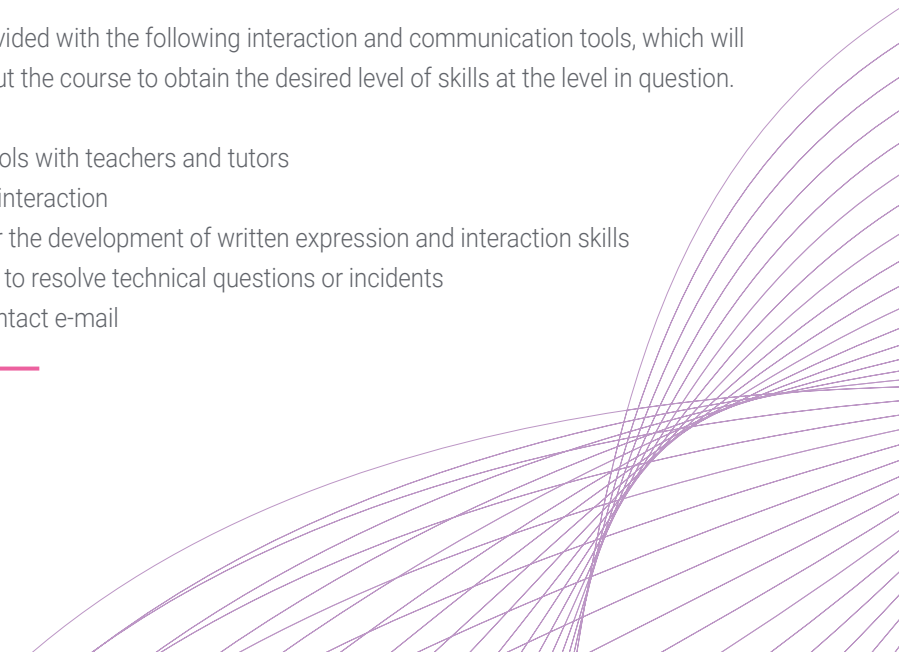 vided with the following interaction and communication tools, which will
ut the course to obtain the desired level of skills at the level in question.
ols with teachers and tutors
interaction
r the development of written expression and interaction skills
to resolve technical questions or incidents
ntact e-mail